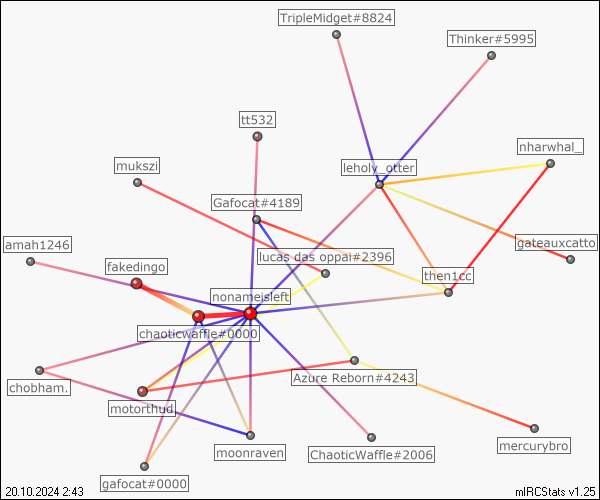 TripleMidget#8824
Thinker#5995
tt532
nharwhal_
mukszi
leholy_otter
Gafocat#4189
amah1246
gateauxcatto
lucas das oppai#2396
fakedingo
then1cc
nonameisleft
chaoticwaffle#0000
Azure Reborn#4243
chobham.
motorthud
mercurybro
moonraven
ChaoticWaffle#2006
gafocat#0000
20.10.2024 2:43
mIRCStats v1.25